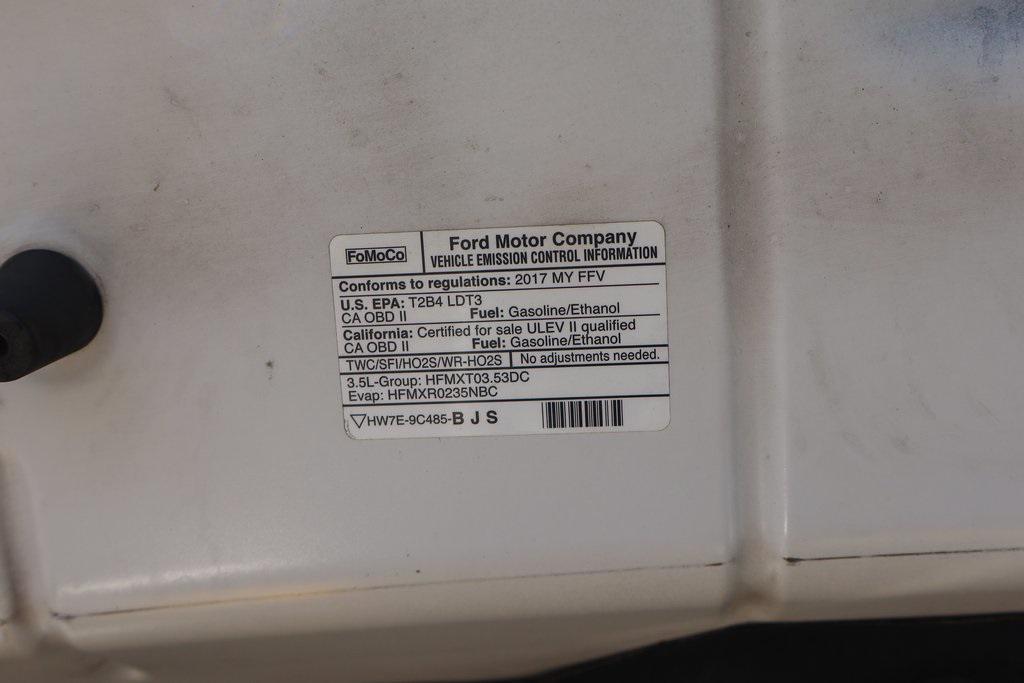 FoMoCo
Ford Motor Company
VEHICLE EMISSION CONTROL INFORMATION
Conforms to regulations: 2017 MY FFV
U.S. EPA: T2B4 LDT3
CA OBD II Fuel: Gasoline/Ethanol
California: Certified for sale ULEV II qualified
CA OBD II Fuel: Gasoline/Ethanol
TWC/SFI/HO2S/WR-HO2S No adjustments needed.
3.5L-Group: HFMXT03.53DC
Evap: HFMXR0235NBC
HW7E-9C485-B J S